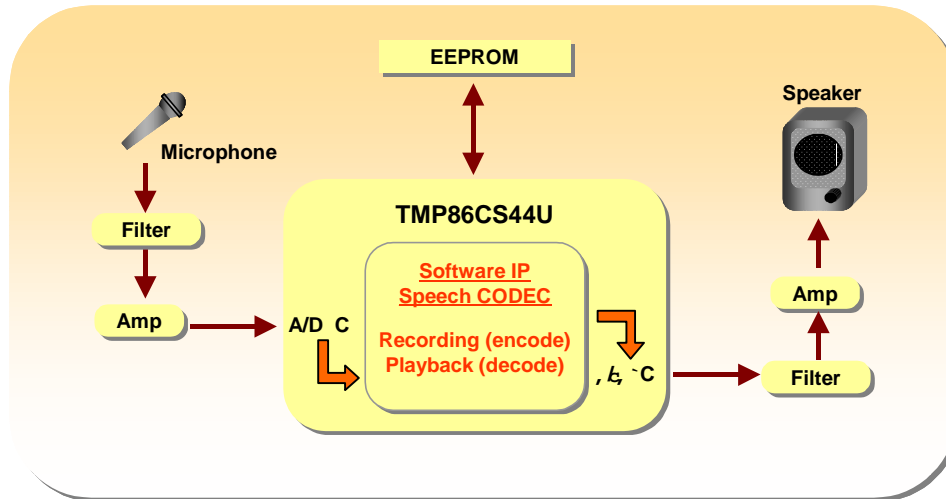 EEPROM
Speaker
Microphone
TMP86CS44U
Filter
Software IP
Speech CODEC
Amp
Amp
A/D C
Recording (encode)
Playback (decode)
C
Filter